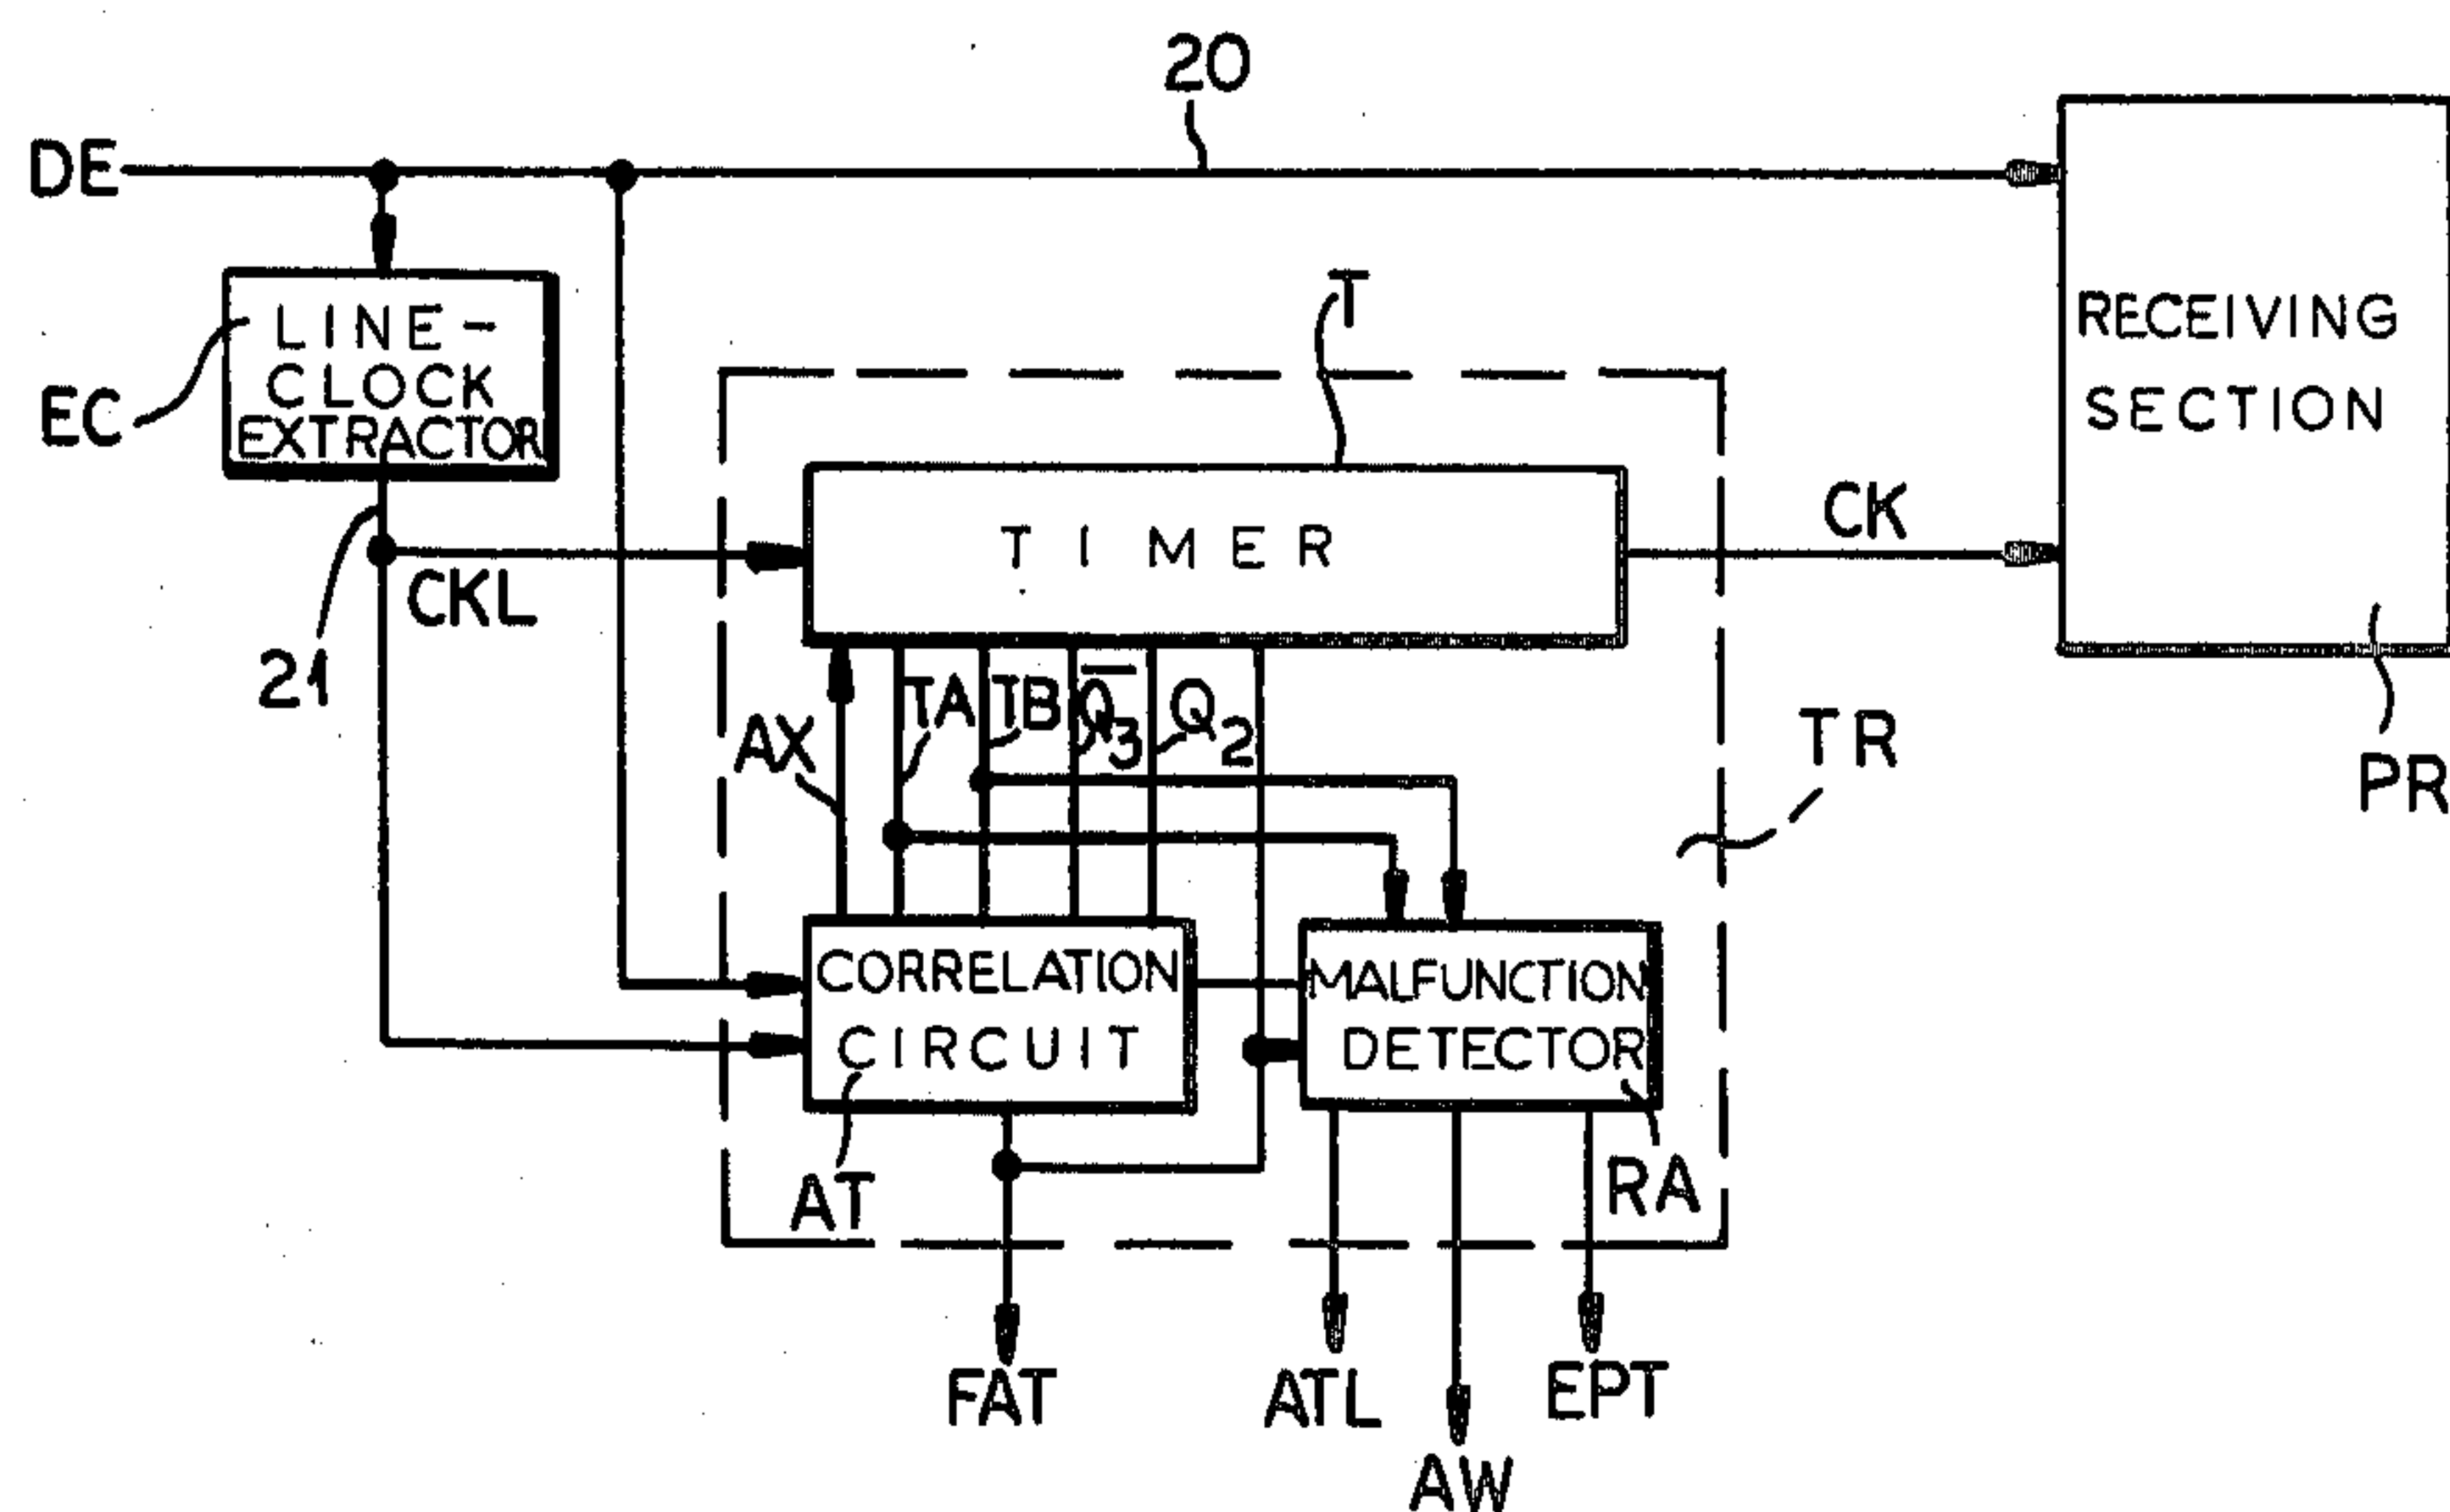 20
DE
LINE-
CLOCK
EXTRACTOR
EC
T
RECEIVING
SECTION
TIMER
CK
CKL
21
TA TB Q̅3 Q2
AX
TR
PR
CORRELATION
CIRCUIT
MALFUNCTION
DETECTOR
AT
RA
FAT
ATL
EPT
AW